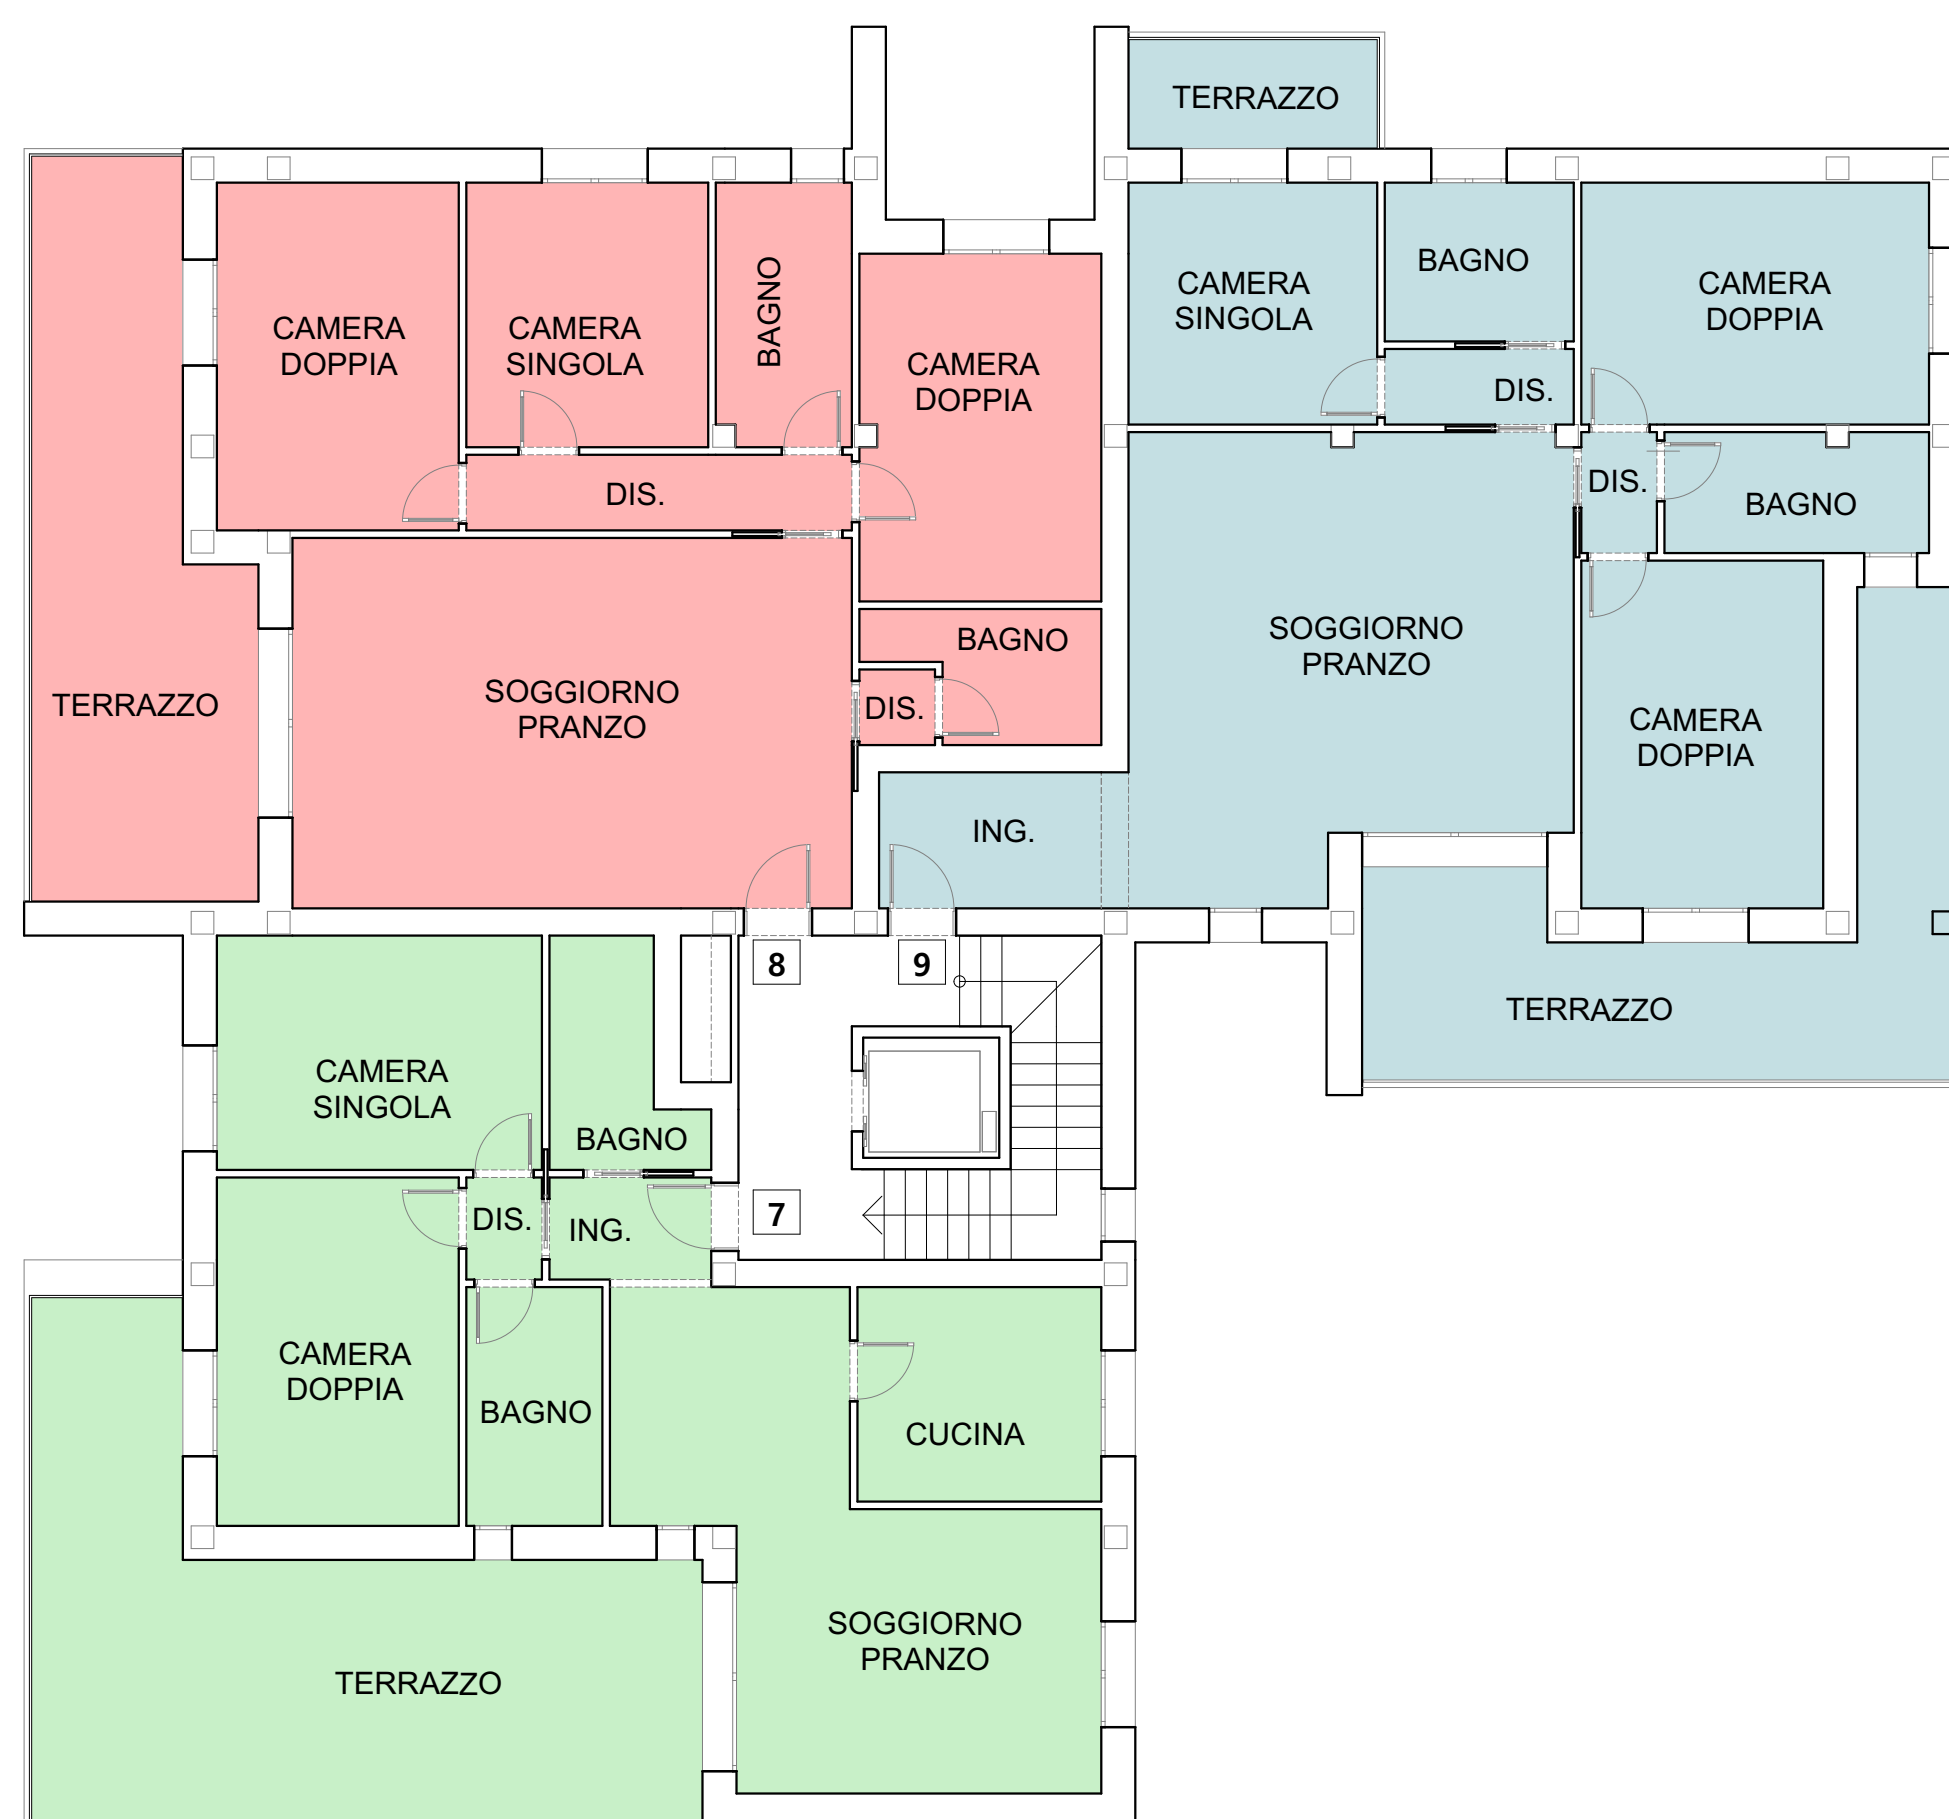 TERRAZZO
CAMERA
DOPPIA
CAMERA
SINGOLA
BAGNO
CAMERA
DOPPIA
DIS.
TERRAZZO
SOGGIORNO
PRANZO
BAGNO
DIS.
TERRAZZO
CAMERA
SINGOLA
BAGNO
CAMERA
DOPPIA
DIS.
DIS.
BAGNO
SOGGIORNO
PRANZO
CAMERA
DOPPIA
ING.
TERRAZZO
8
9
CAMERA
SINGOLA
BAGNO
7
DIS.
ING.
CAMERA
DOPPIA
BAGNO
CUCINA
SOGGIORNO
PRANZO
TERRAZZO